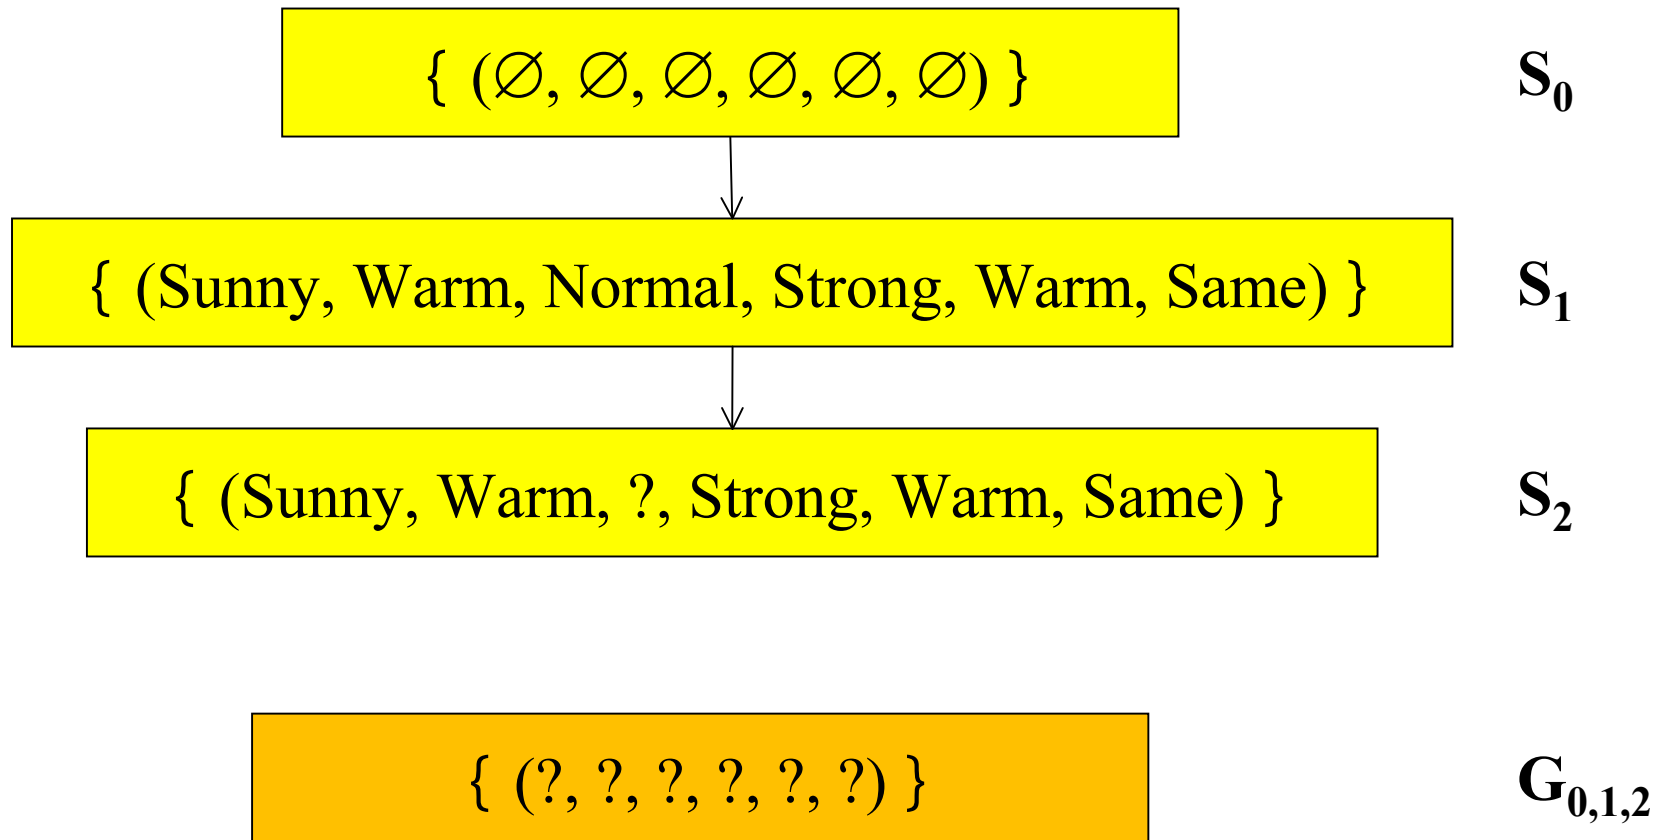 { (∅, ∅, ∅, ∅, ∅, ∅) } S₀
{ (Sunny, Warm, Normal, Strong, Warm, Same) } S₁
{ (Sunny, Warm, ?, Strong, Warm, Same) } S₂
{ (?, ?, ?, ?, ?, ?) } G₀,₁,₂